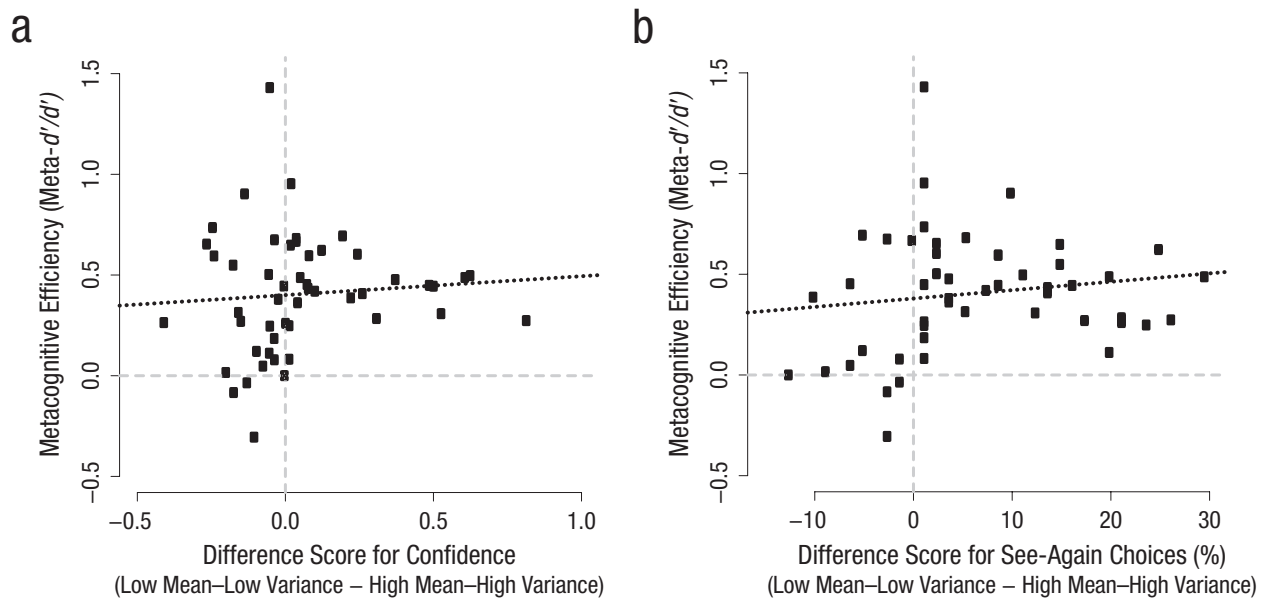 a
Metacognitive Efficiency (Meta-d′/d′)
1.5
1.0
0.5
0.0
−0.5
−0.5 0.0 0.5 1.0
Difference Score for Confidence
(Low Mean–Low Variance − High Mean–High Variance)
b
Metacognitive Efficiency (Meta-d′/d′)
1.5
1.0
0.5
0.0
−0.5
−10 0 10 20 30
Difference Score for See-Again Choices (%)
(Low Mean–Low Variance − High Mean–High Variance)